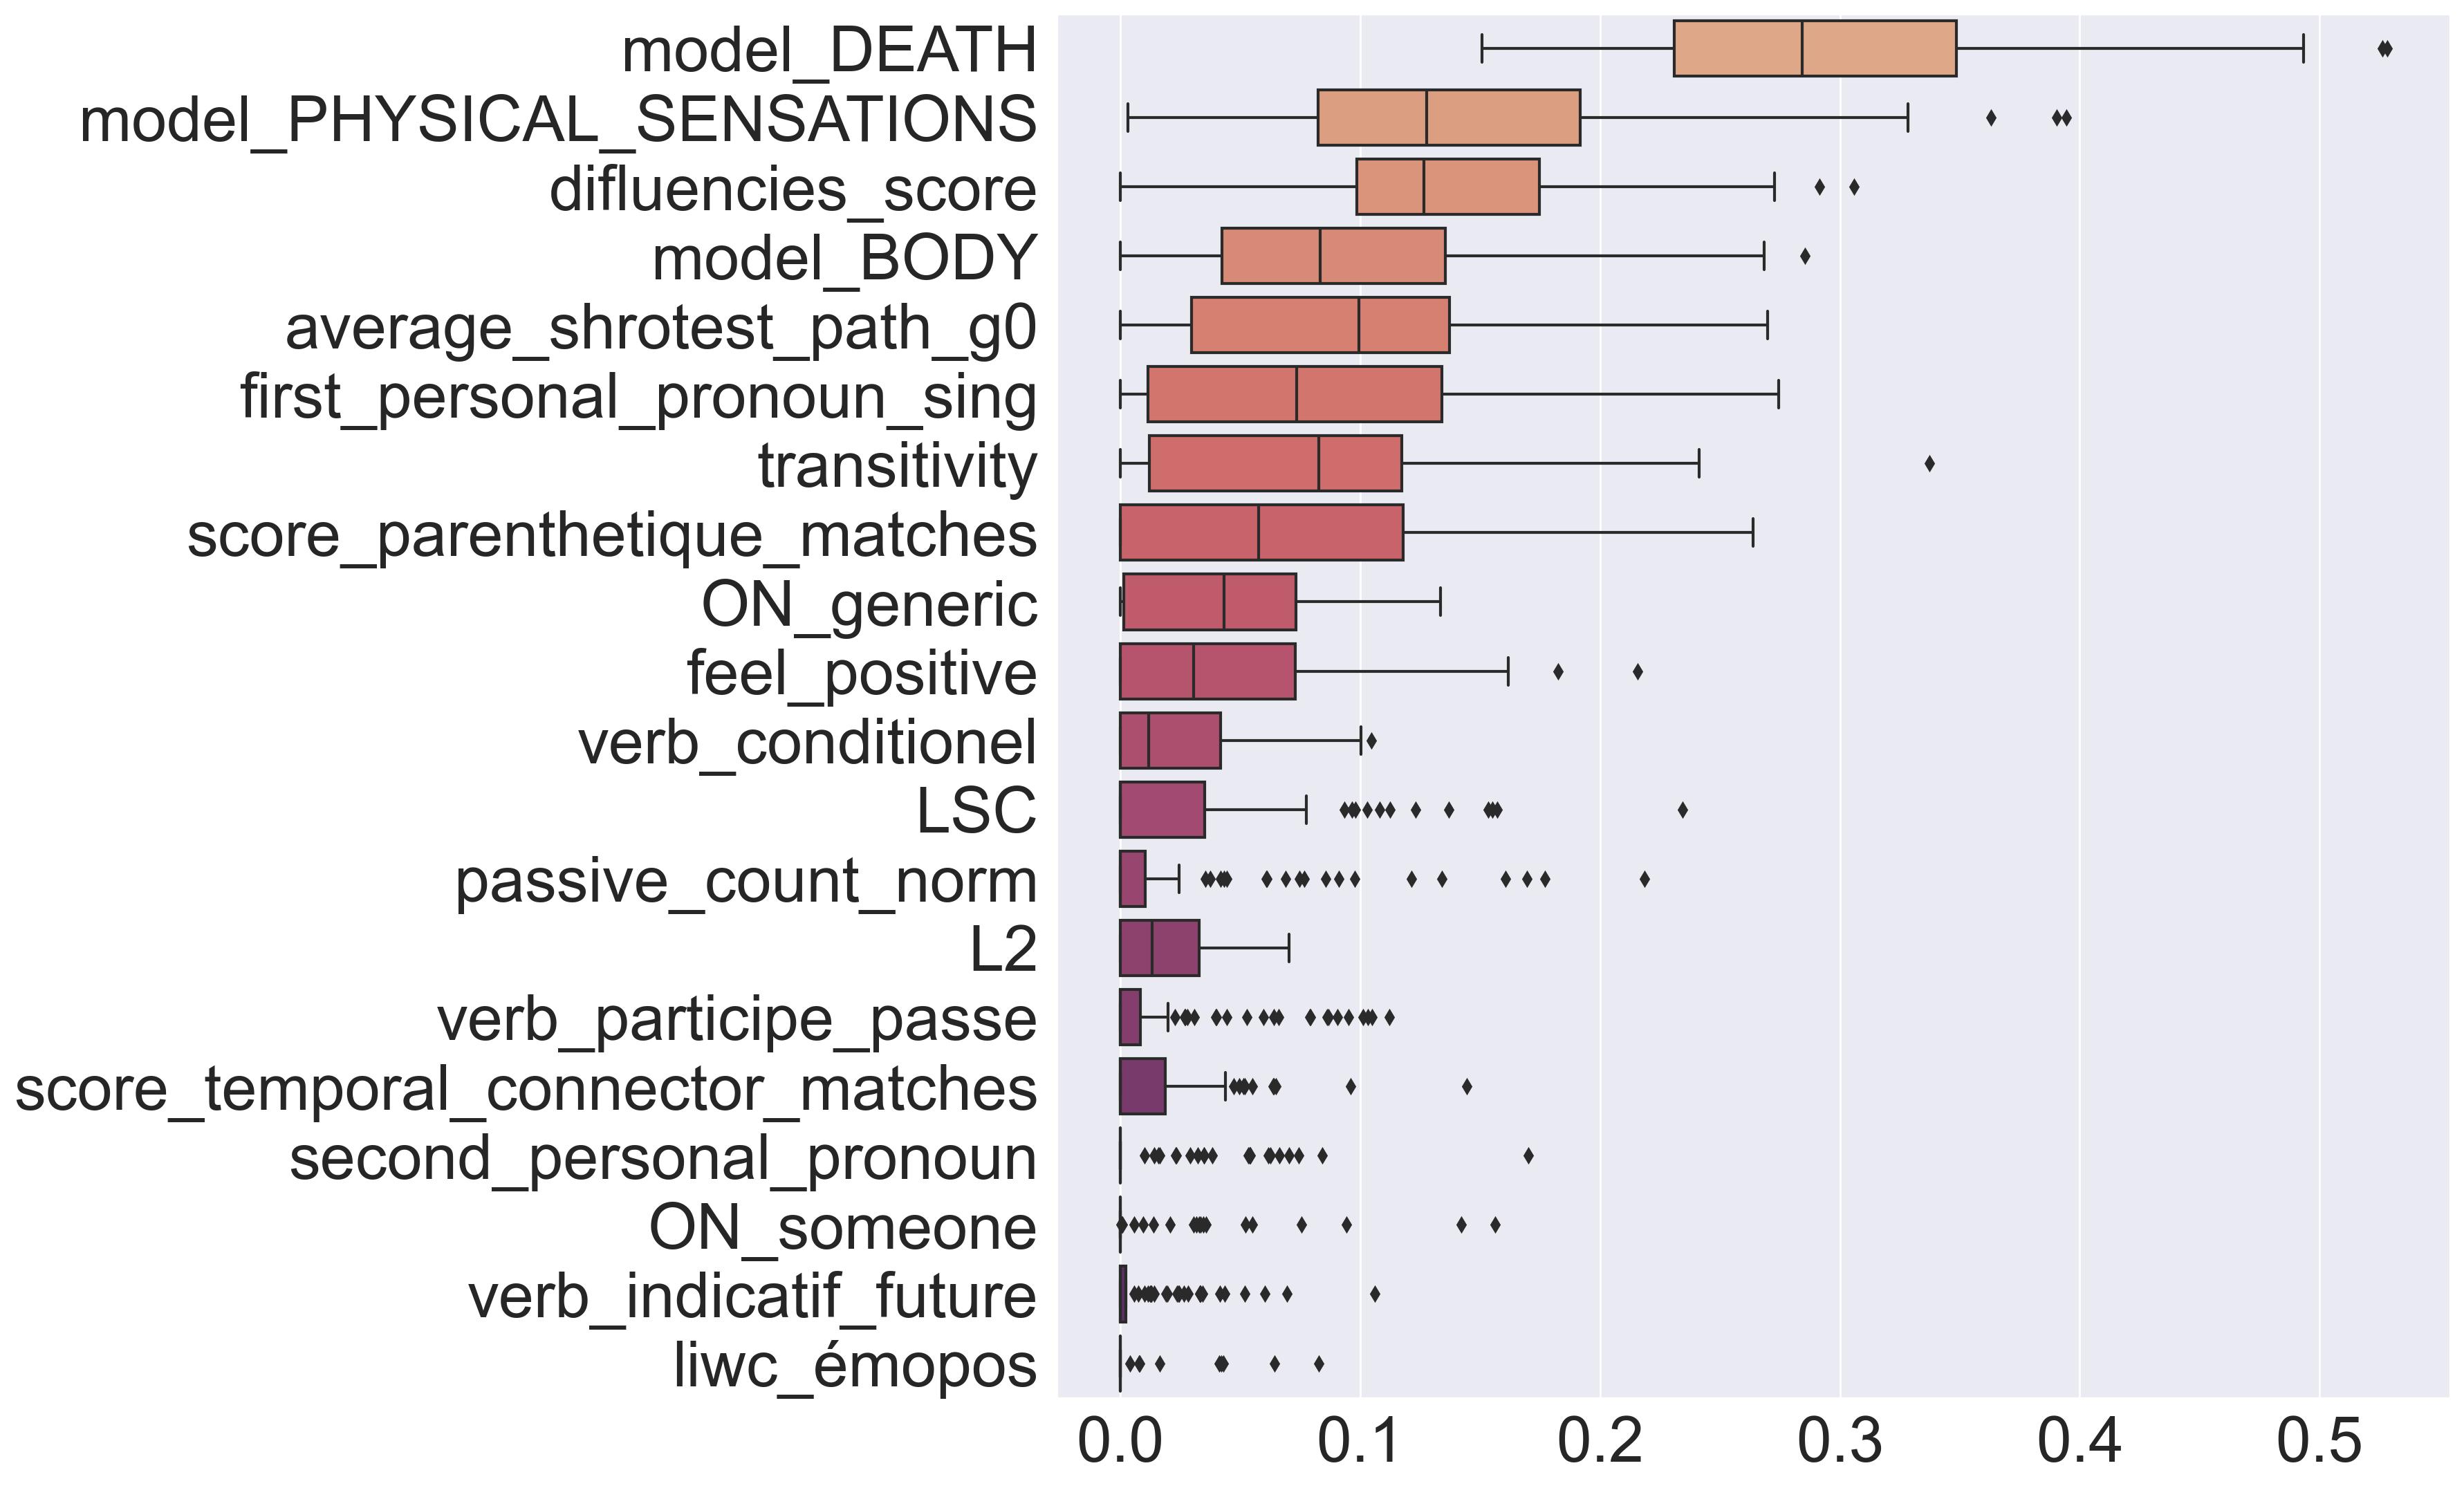 model_DEATH
model_PHYSICAL_SENSATIONS
difluencies_score
model_BODY
average_shrotest_path_g0
first_personal_pronoun_sing
transitivity
score_parenthetique_matches
ON_generic
feel_positive
verb_conditionel
LSC
passive_count_norm
L2
verb_participe_passe
score_temporal_connector_matches
second_personal_pronoun
ON_someone
verb_indicatif_future
liwc_émopos
0.0 0.1 0.2 0.3 0.4 0.5